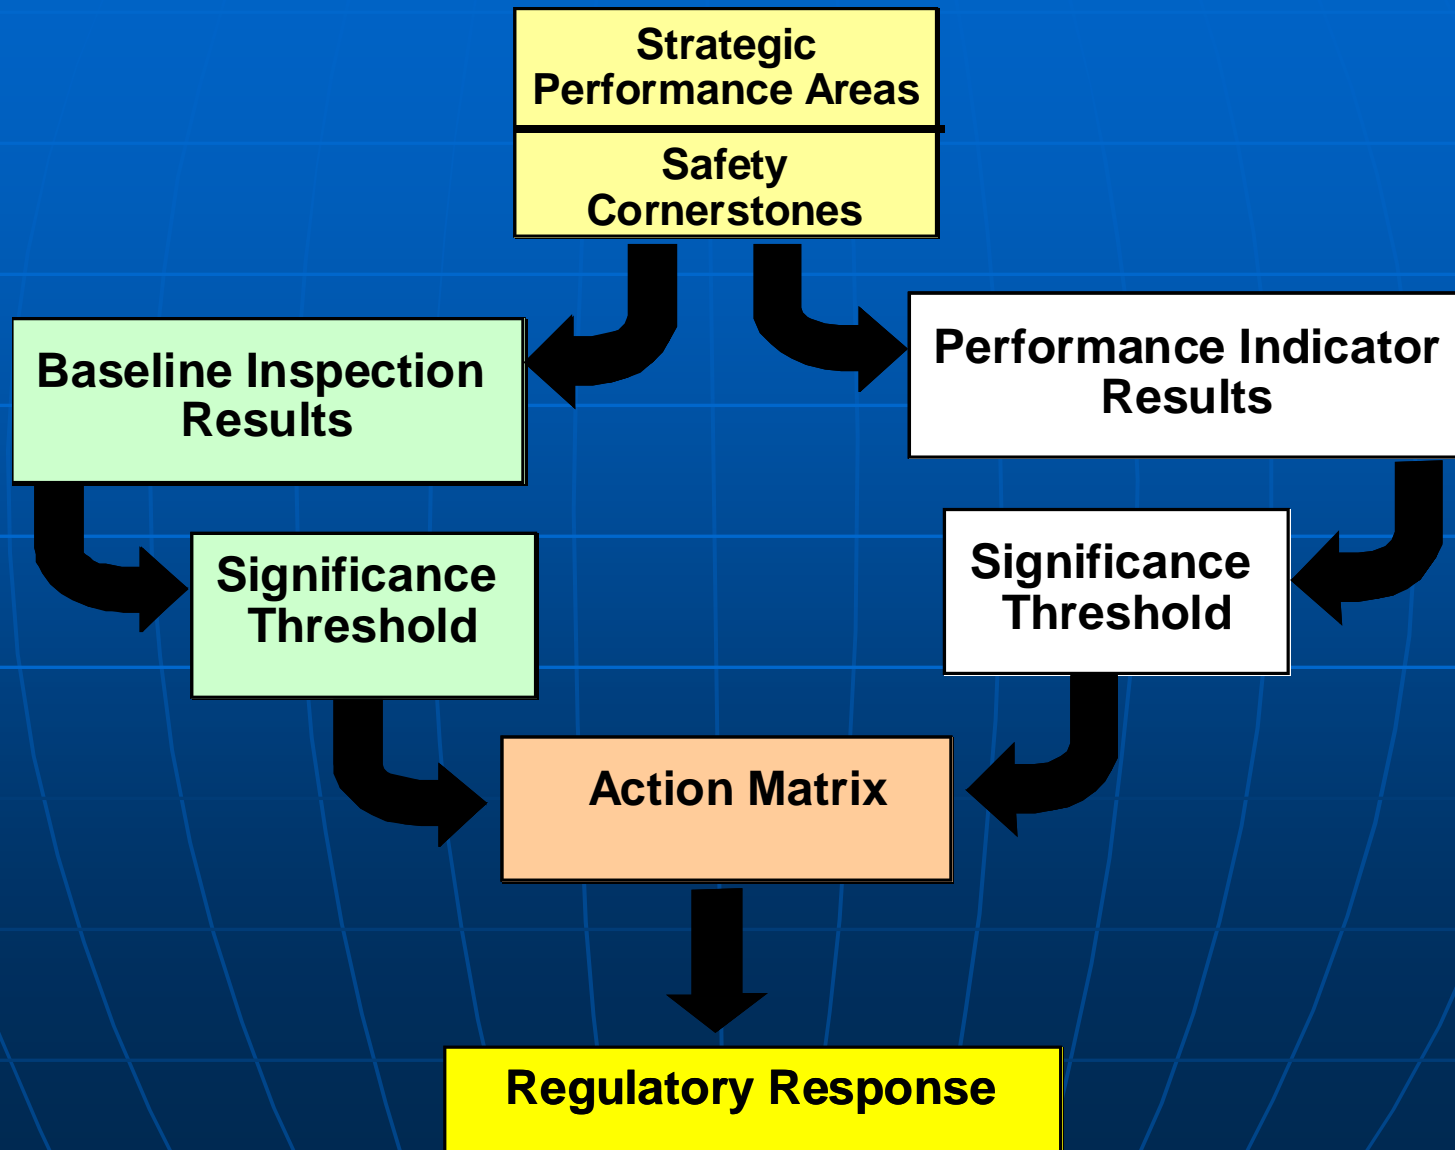 Strategic
Performance Areas
Safety
Cornerstones
Baseline Inspection
Results
Performance Indicator
Results
Significance
Threshold
Significance
Threshold
Action Matrix
Regulatory Response